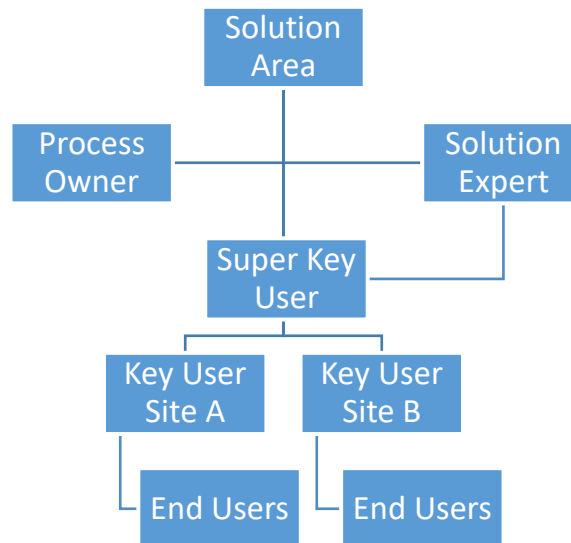 Solution
Area
Process
Owner
Solution
Expert
Super Key
User
Key User
Site A
Key User
Site B
End Users
End Users